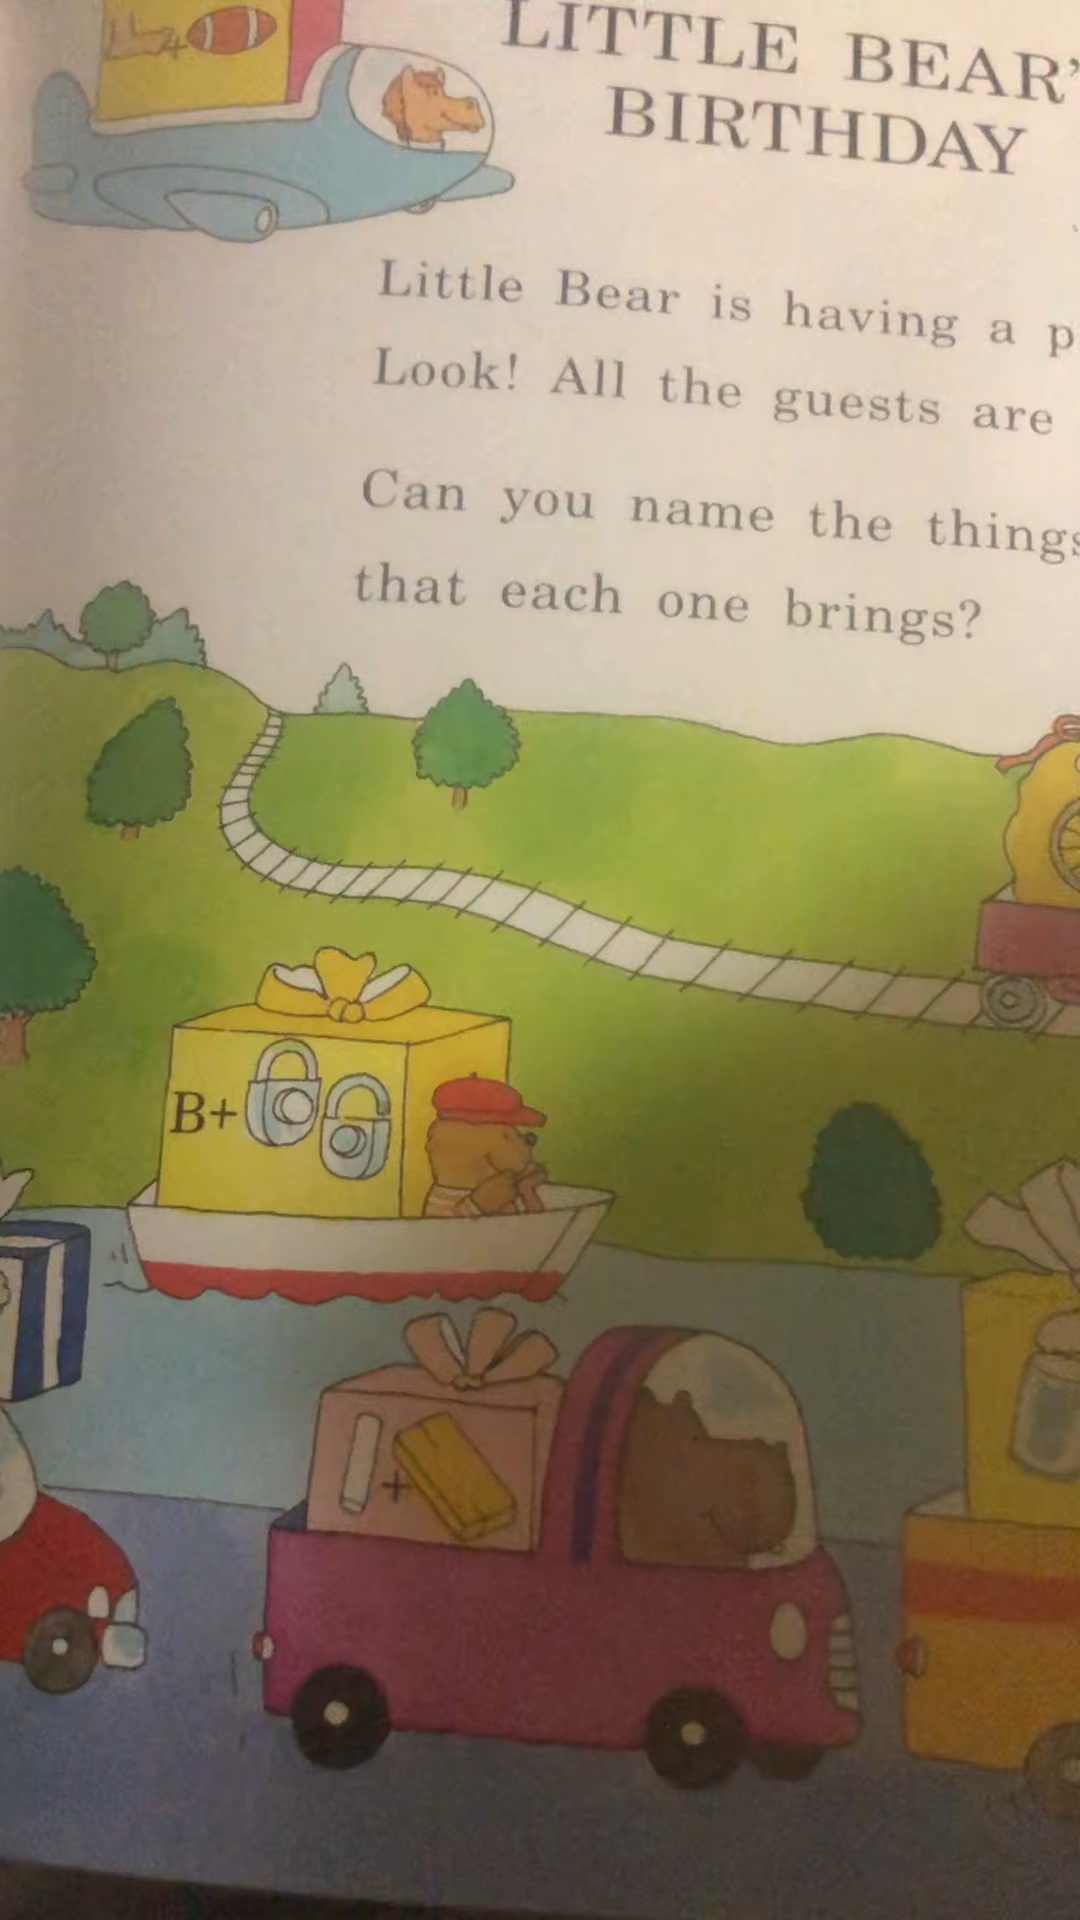 LITTLE BEAR'
BIRTHDAY
Little Bear is having a p
Look! All the guests are
Can you name the things
that each one brings?
B+
+